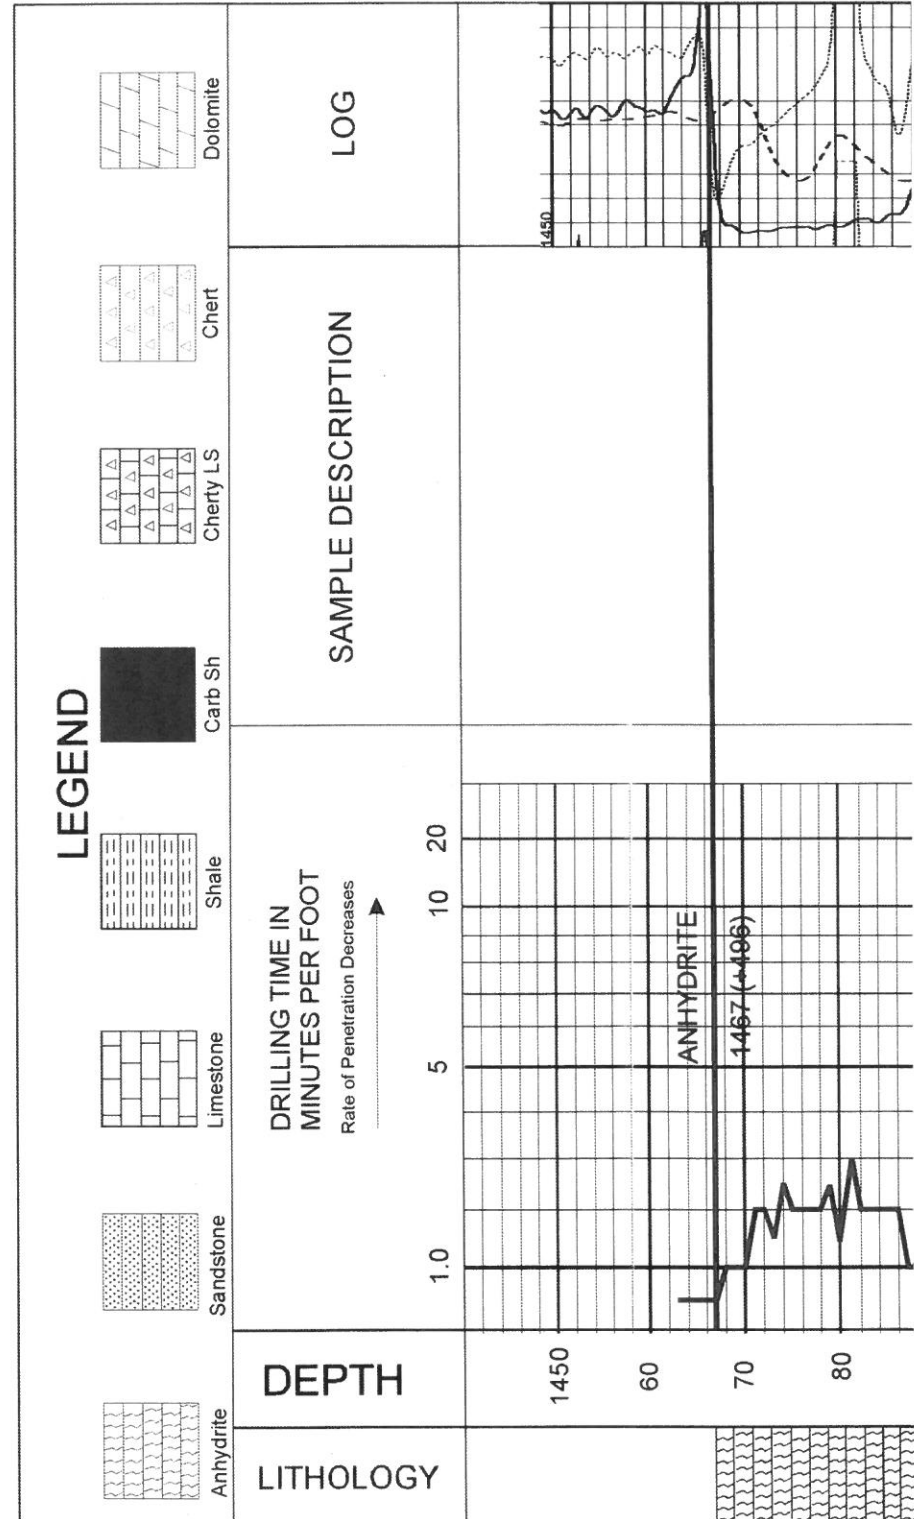 LEGEND
Anhydrite
Sandstone
Limestone
Shale
Carb Sh
Cherty LS
Chert
Dolomite
LITHOLOGY
DEPTH
DRILLING TIME IN
MINUTES PER FOOT
Rate of Penetration Decreases
1.0
5
10
20
SAMPLE DESCRIPTION
LOG
1450
60
70
80
ANHYDRITE
1467 (+406)
1450